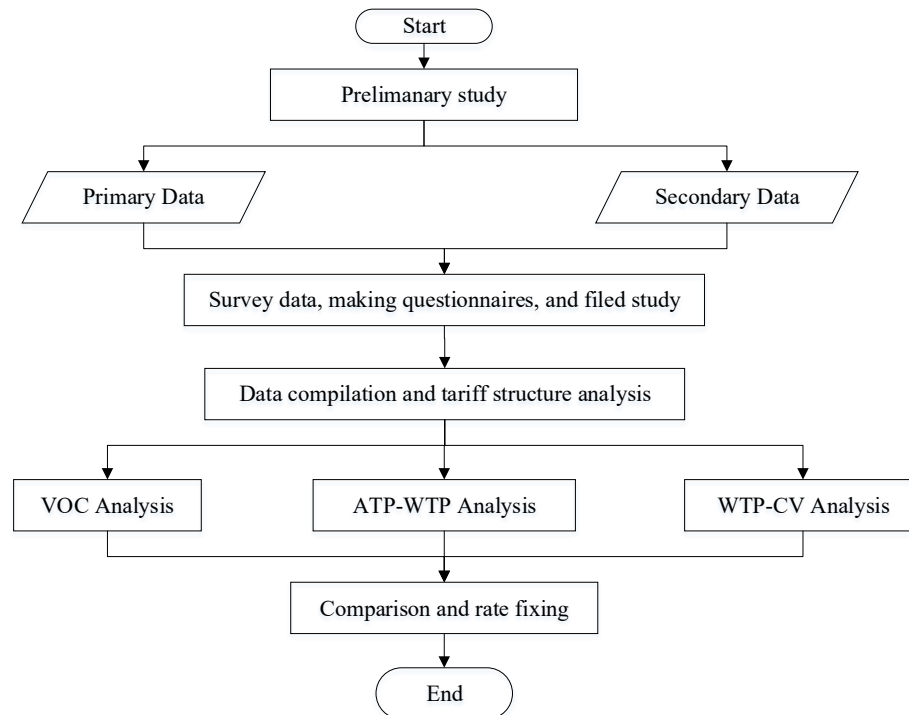 Start
Prelimanary study
Primary Data
Secondary Data
Survey data, making questionnaires, and filed study
Data compilation and tariff structure analysis
VOC Analysis
ATP-WTP Analysis
WTP-CV Analysis
Comparison and rate fixing
End